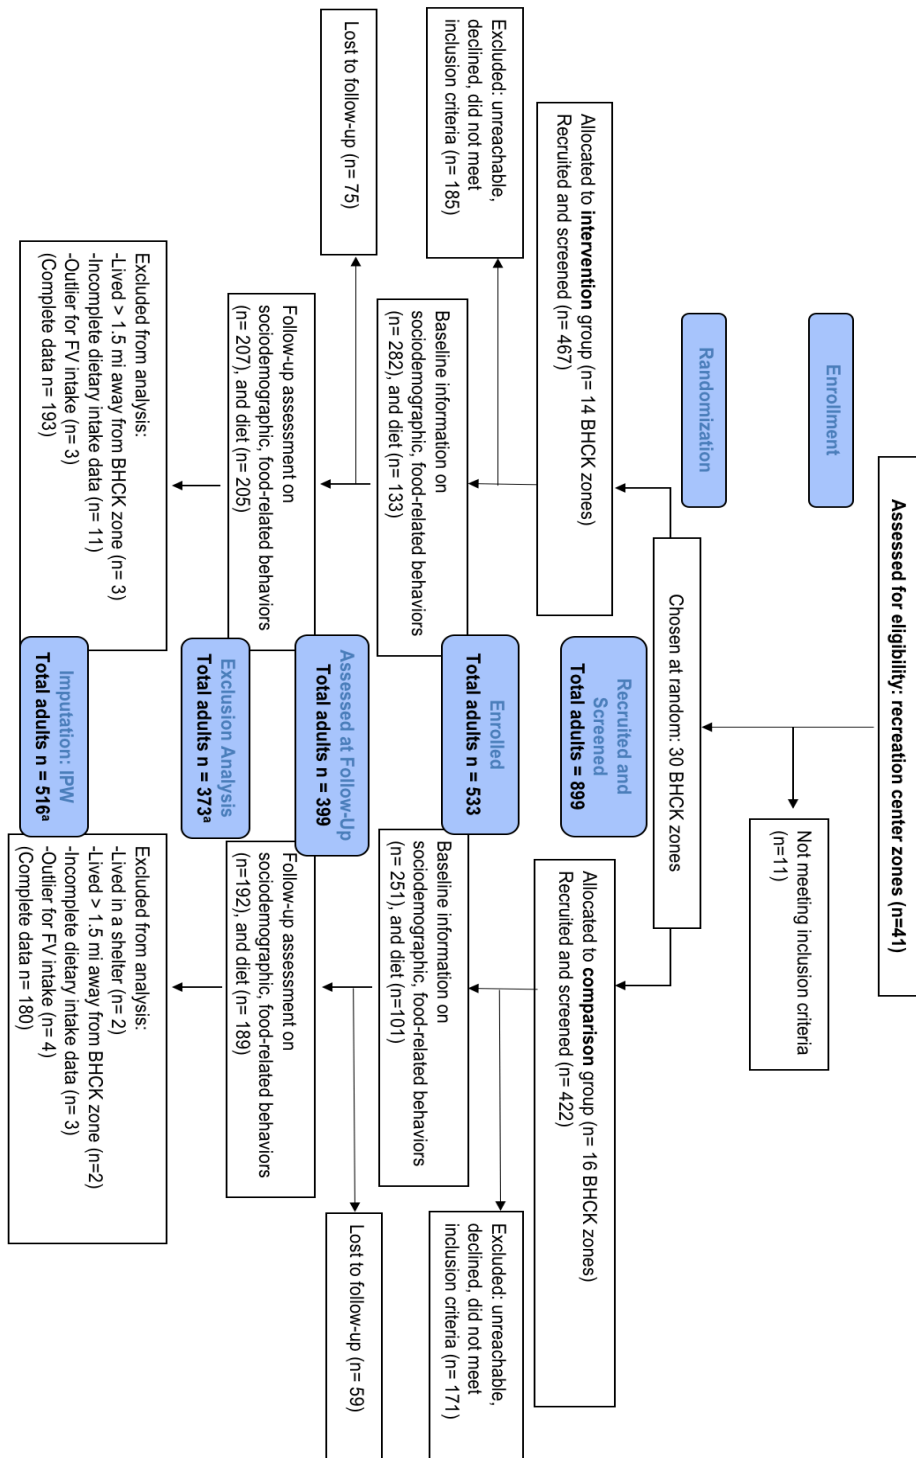 Assessed for eligibility: recreation center zones (n=41)
Enrollment
Not meeting inclusion criteria
(n=11)
Randomization
Chosen at random: 30 BHCK zones
Allocated to intervention group (n= 14 BHCK zones)
Recruited and screened (n= 467)
Recruited and
Screened
Total adults = 899
Allocated to comparison group (n= 16 BHCK zones)
Recruited and screened (n= 422)
Excluded: unreachable,
declined, did not meet
inclusion criteria (n= 185)
Excluded: unreachable,
declined, did not meet
inclusion criteria (n= 171)
Baseline information on
sociodemographic, food-related behaviors
(n= 282), and diet (n= 133)
Enrolled
Total adults n = 533
Baseline information on
sociodemographic, food-related behaviors
(n= 251), and diet (n=101)
Lost to follow-up (n= 75)
Assessed at Follow-Up
Total adults n = 399
Lost to follow-up (n= 59)
Follow-up assessment on
sociodemographic, food-related behaviors
(n= 207), and diet (n= 205)
Follow-up assessment on
sociodemographic, food-related behaviors
(n=192), and diet (n= 189)
Exclusion Analysis
Total adults n = 373ᵃ
Excluded from analysis:
-Lived > 1.5 mi away from BHCK zone (n= 3)
-Incomplete dietary intake data (n= 11)
-Outlier for FV intake (n= 3)
(Complete data n= 193)
Imputation: IPW
Total adults n = 516ᵃ
Excluded from analysis:
-Lived in a shelter (n= 2)
-Lived > 1.5 mi away from BHCK zone (n=2)
-Incomplete dietary intake data (n= 3)
-Outlier for FV intake (n= 4)
(Complete data n= 180)